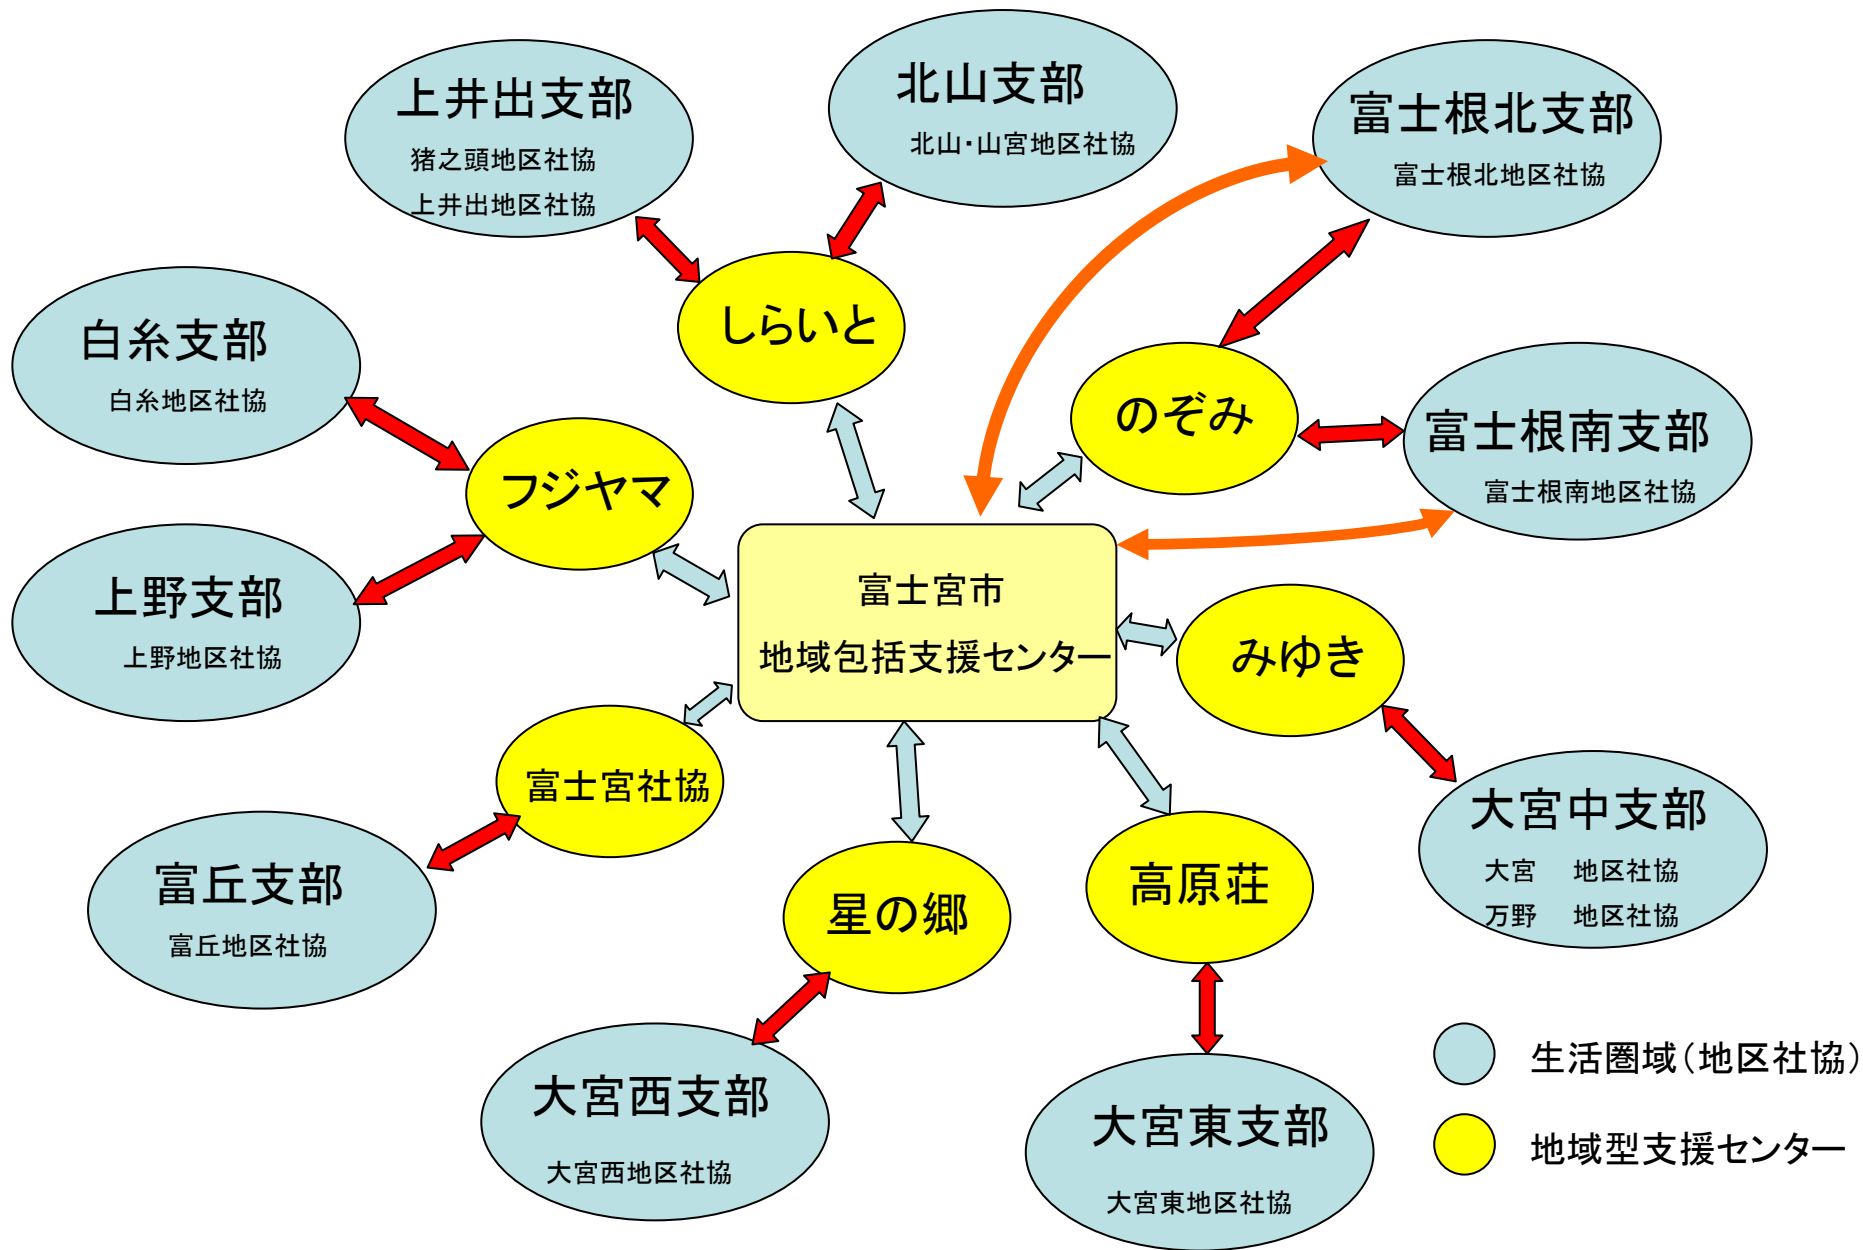 上井出支部
猪之頭地区社協
上井出地区社協
北山支部
北山・山宮地区社協
富士根北支部
富士根北地区社協
しらいと
白糸支部
白糸地区社協
のぞみ
富士根南支部
富士根南地区社協
フジヤマ
上野支部
上野地区社協
富士宮市
地域包括支援センター
みゆき
富士宮社協
大宮中支部
大宮 地区社協
万野 地区社協
富丘支部
富丘地区社協
星の郷
高原荘
大宮西支部
大宮西地区社協
大宮東支部
大宮東地区社協
生活圏域（地区社協）
地域型支援センター